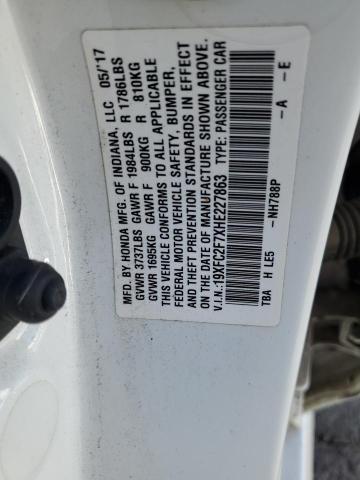 MFD. BY HONDA MFG. OF INDIANA, LLC 05/'17
GVWR 3737LBS GAWR F 1984LBS R 1786LBS
GVWR 1695KG GAWR F 900KG R 810KG
THIS VEHICLE CONFORMS TO ALL APPLICABLE
FEDERAL MOTOR VEHICLE SAFETY, BUMPER,
AND THEFT PREVENTION STANDARDS IN EFFECT
ON THE DATE OF MANUFACTURE SHOWN ABOVE.
V.I.N.:19XFC2F7XHE227863 TYPE: PASSENGER CAR
-NH788P -A -E
TBA H LE5